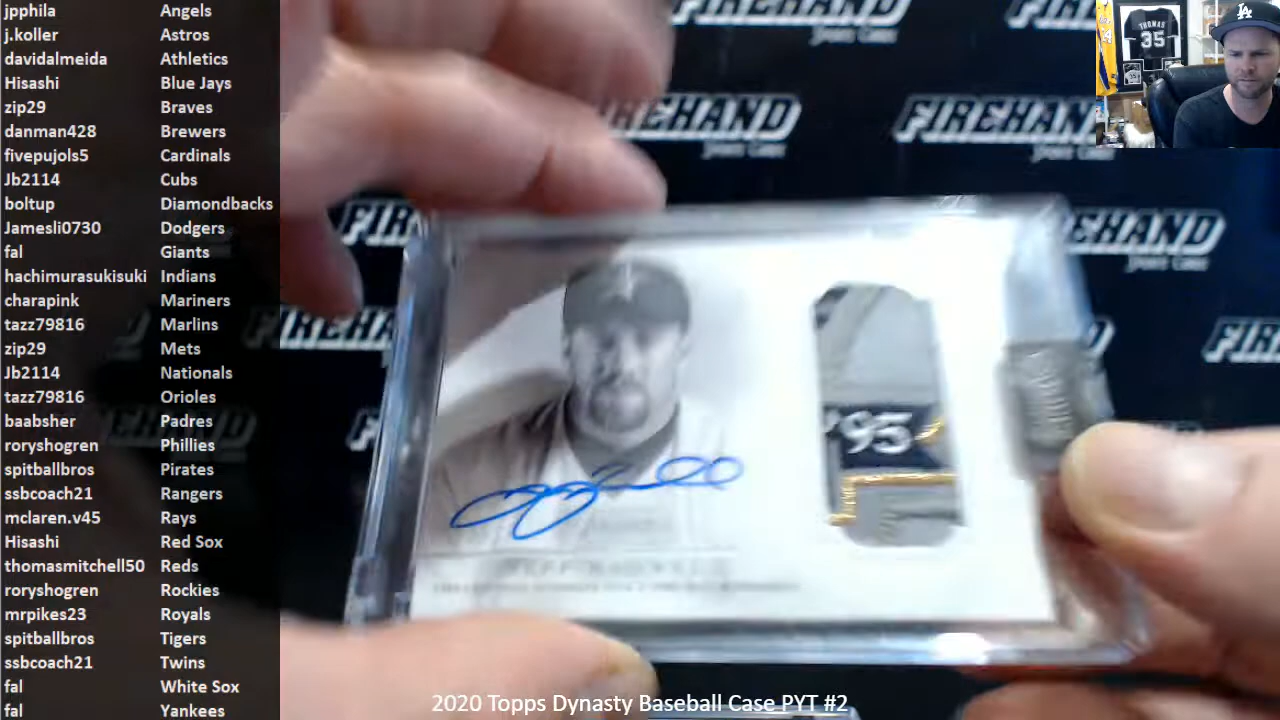 jpphila Angels
j.koller Astros
davidalmeida Athletics
Hisashi Blue Jays
zip29 Braves
danman428 Brewers
fivepujols5 Cardinals
Jb2114 Cubs
boltup Diamondbacks
Jamesli0730 Dodgers
fal Giants
hachimurasukisuki Indians
charapink Mariners
tazz79816 Marlins
zip29 Mets
Jb2114 Nationals
tazz79816 Orioles
baabsher Padres
roryshogren Phillies
spitballbros Pirates
ssbcoach21 Rangers
mclaren.v45 Rays
Hisashi Red Sox
thomasmitchell50 Reds
roryshogren Rockies
mrpikes23 Royals
spitballbros Tigers
ssbcoach21 Twins
fal White Sox
fal Yankees
THOMAS
35
LA
FIREHAND
FIREHAND
FIREHAND
'95
2020 Topps Dynasty Baseball Case PYT #2